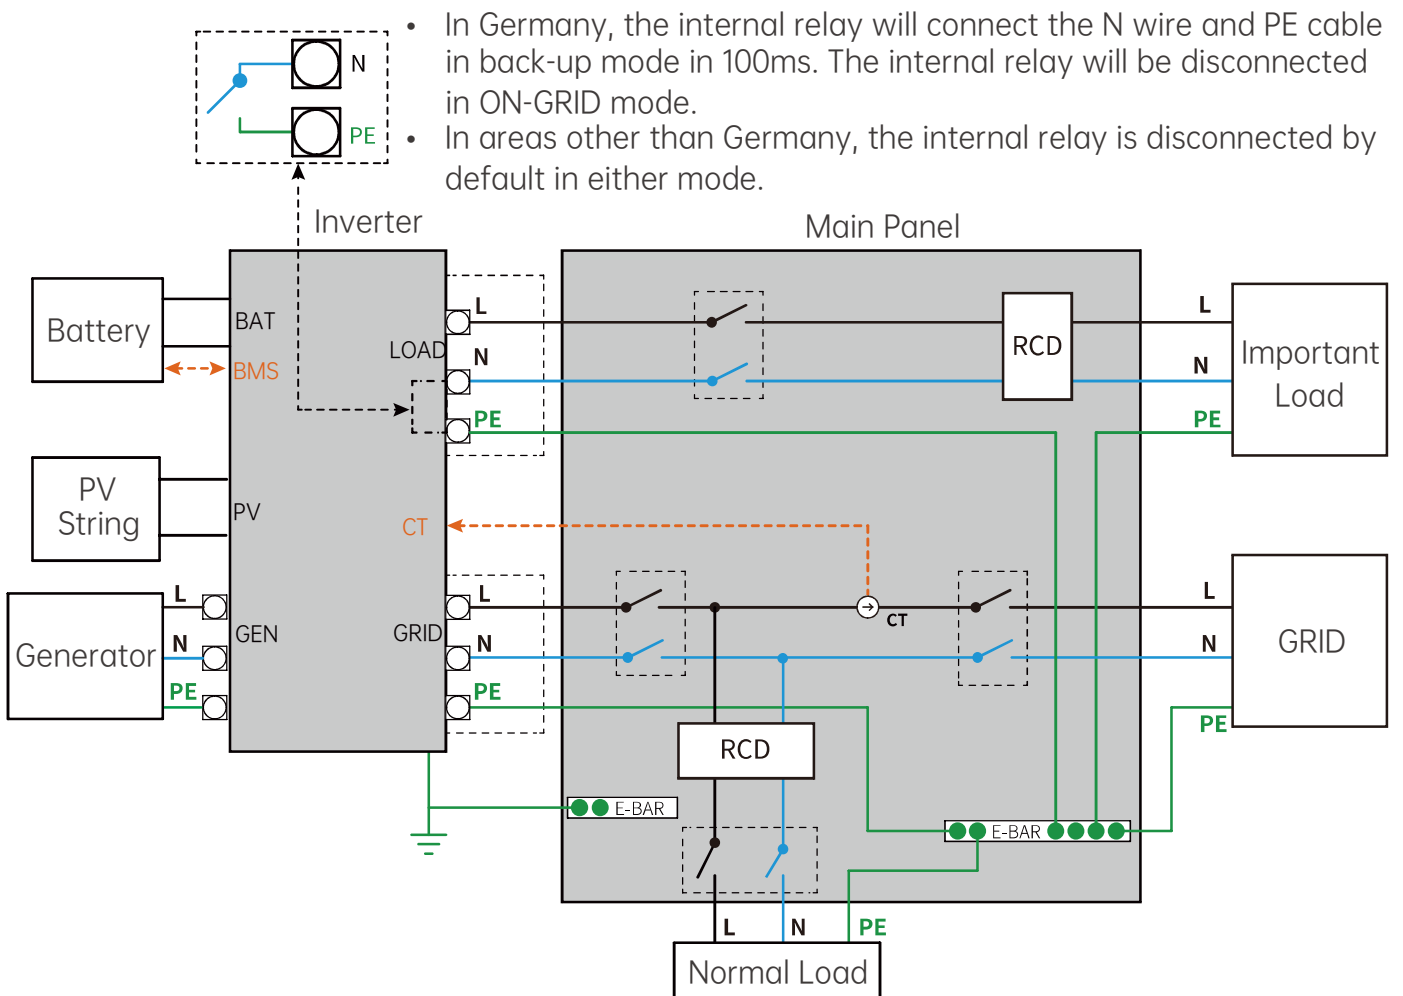 • In Germany, the internal relay will connect the N wire and PE cable
in back-up mode in 100ms. The internal relay will be disconnected
in ON-GRID mode.
• In areas other than Germany, the internal relay is disconnected by
default in either mode.
N
PE
Inverter
Main Panel
Battery
BAT
BMS
LOAD
L
N
PE
RCD
L
N
PE
Important
Load
PV
String
PV
CT
Generator
L
N
PE
GEN
GRID
L
N
PE
CT
L
N
PE
GRID
RCD
E-BAR
E-BAR
L
N
PE
Normal Load